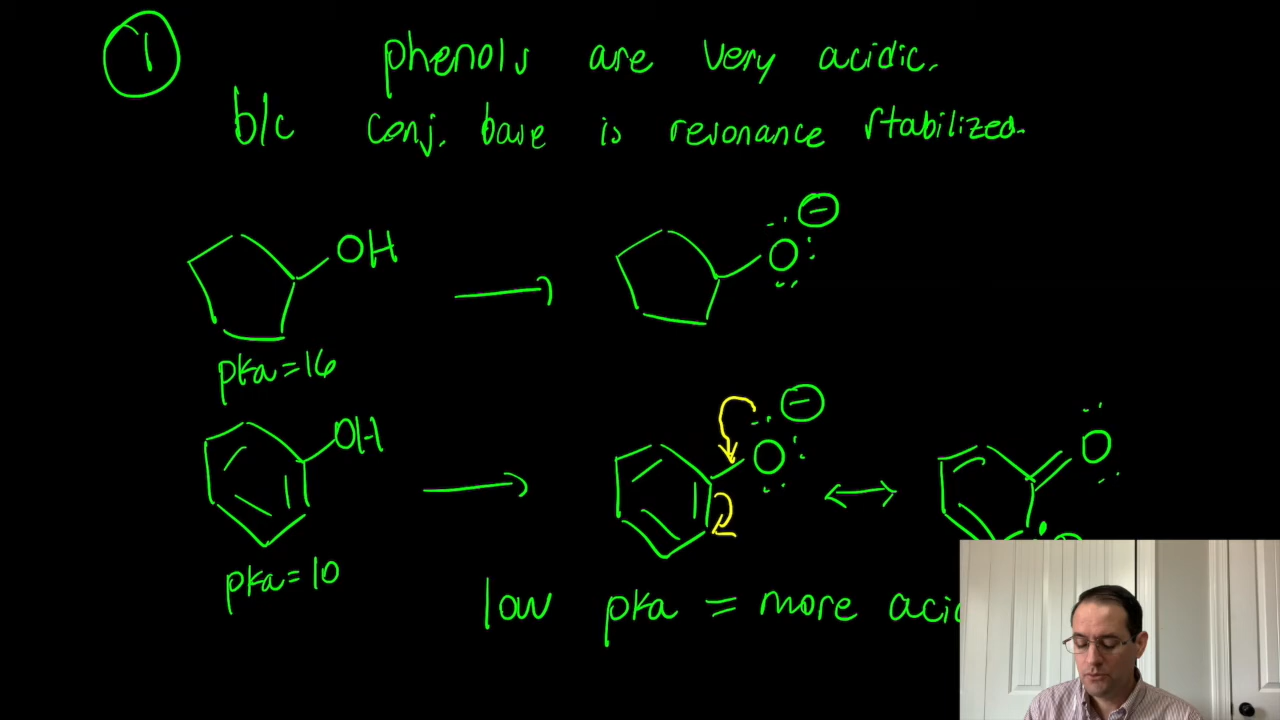 1
phenols are very acidic.
b/c conj. base is resonance stabilized.
OH
O
pka=16
OH
O
O
pka=10
low pka = more